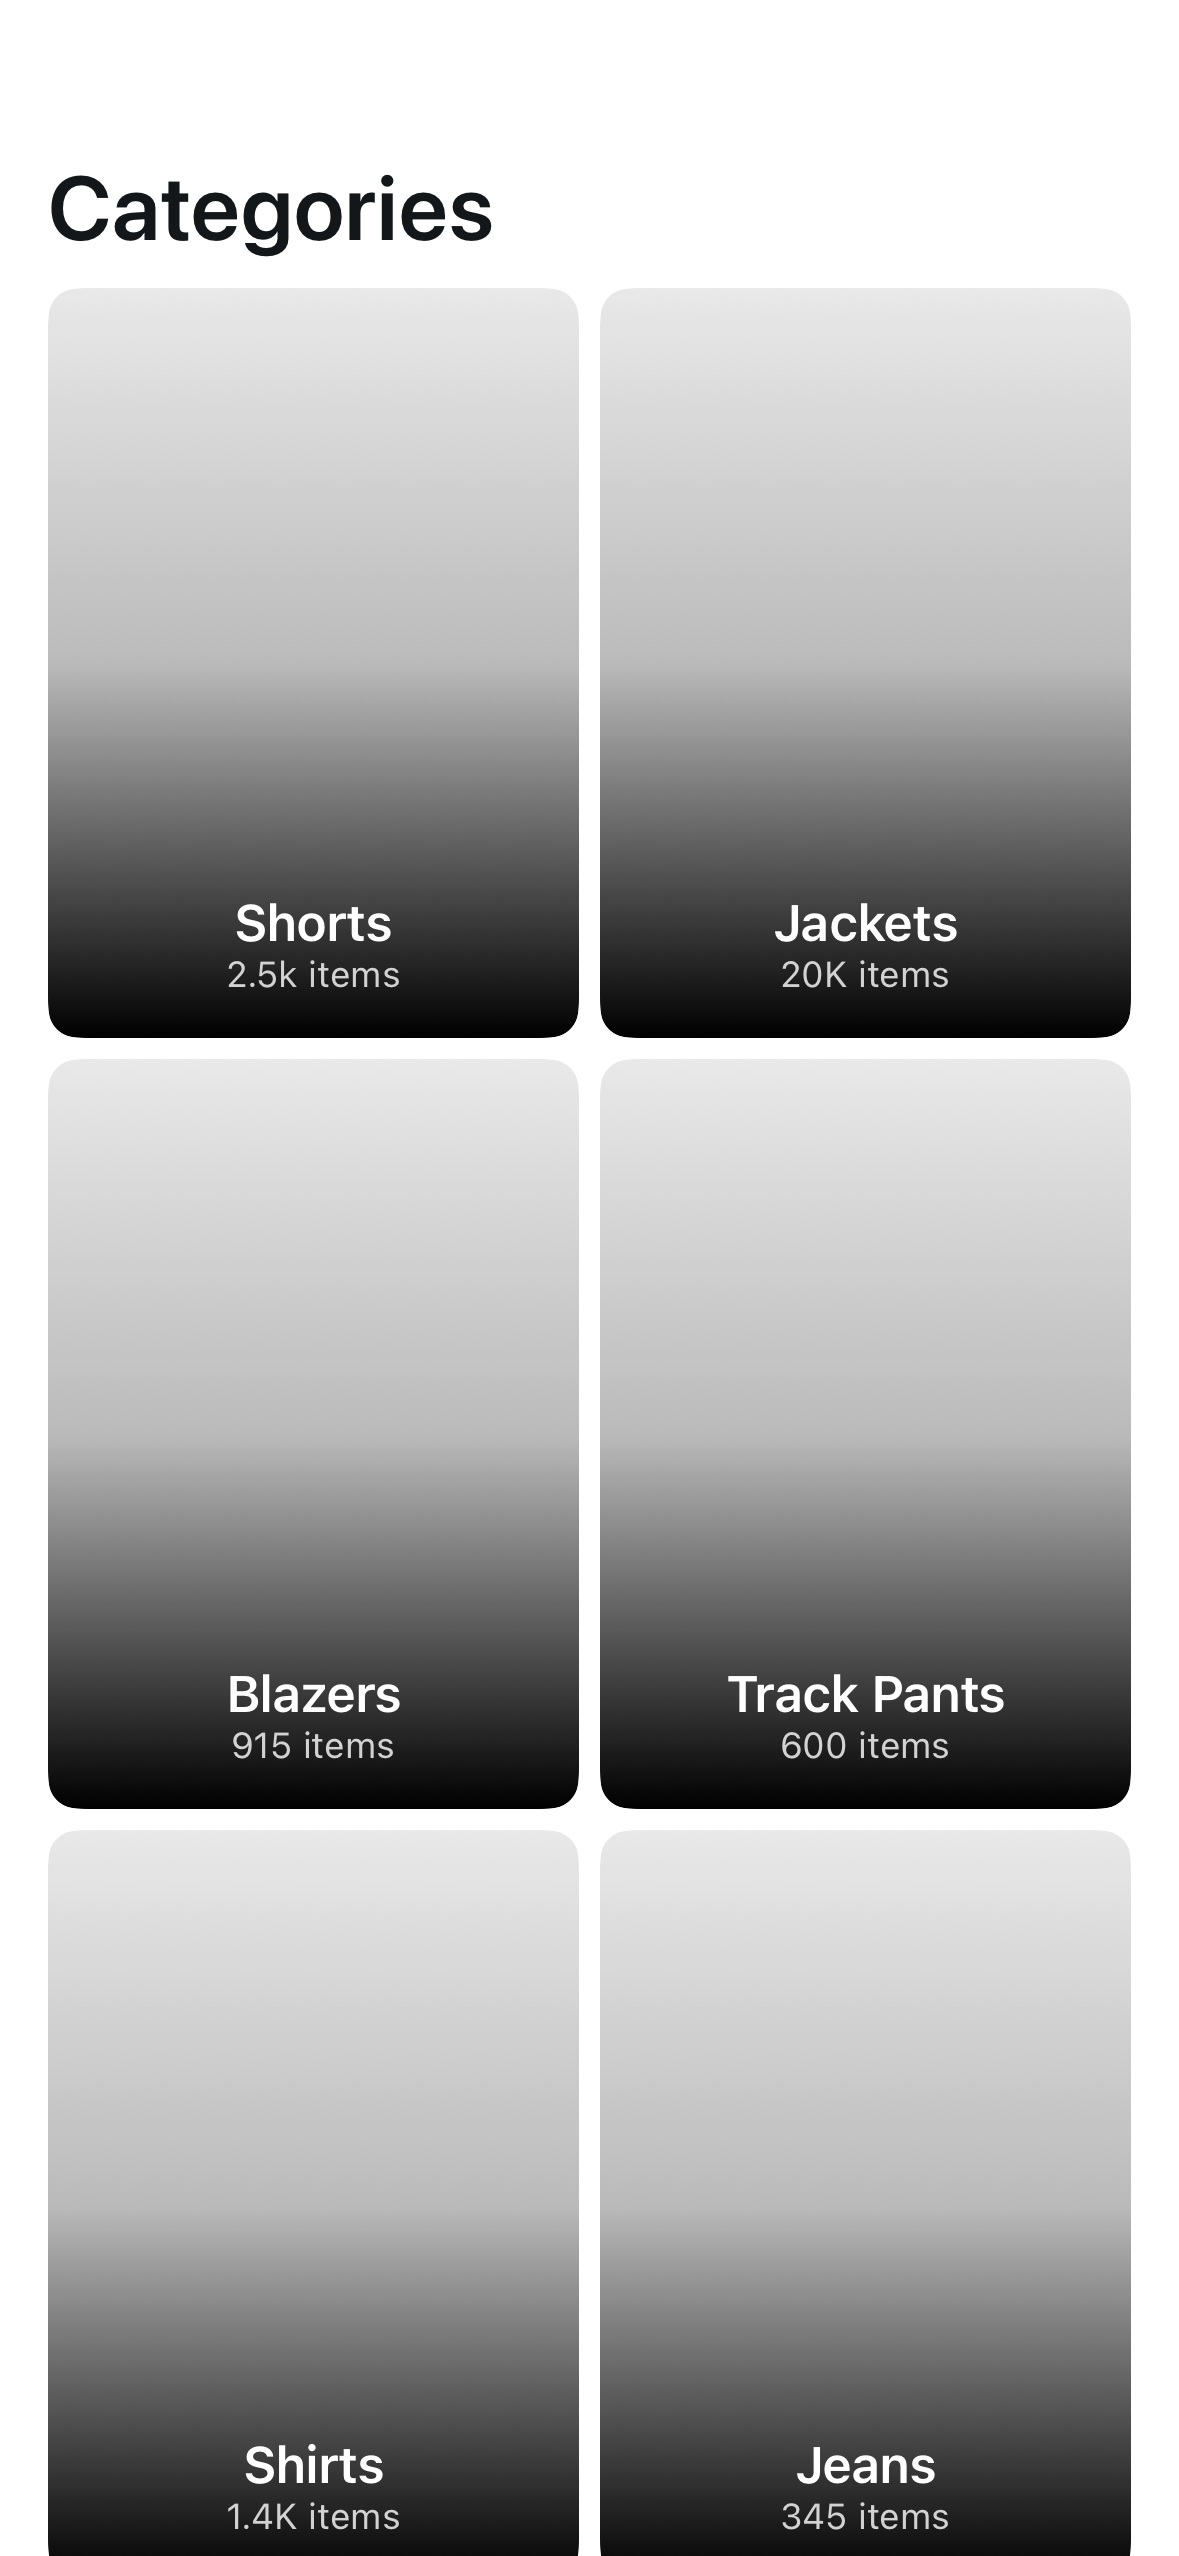 Categories
Shorts
2.5k items
Jackets
20K items
Blazers
915 items
Track Pants
600 items
Shirts
1.4K items
Jeans
345 items